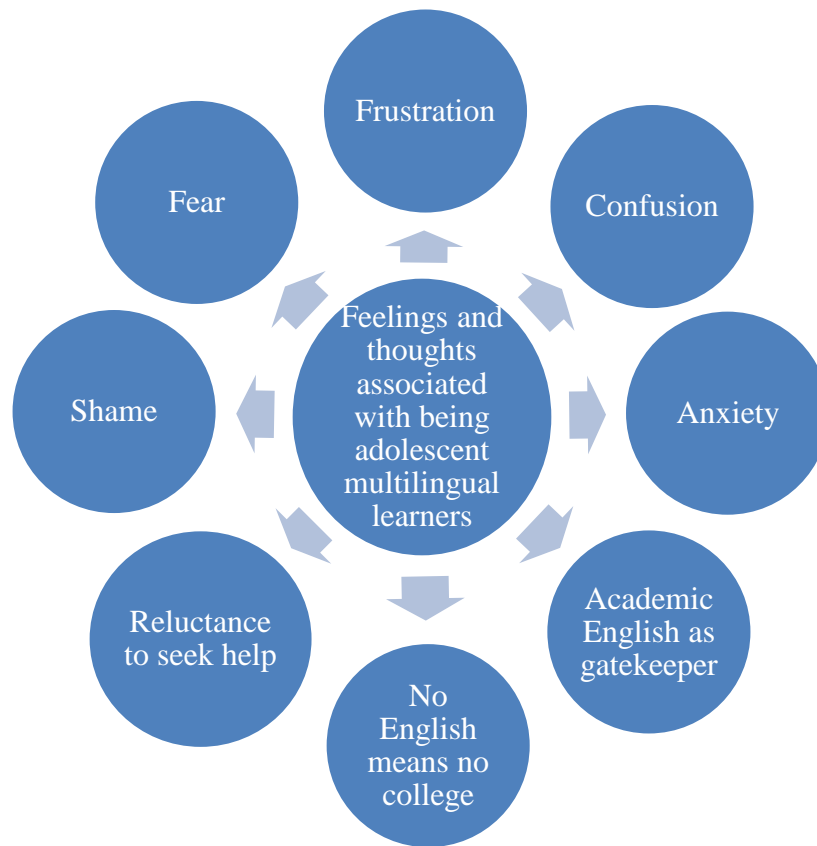 Frustration
Confusion
Anxiety
Academic
English as
gatekeeper
No
English
means no
college
Reluctance
to seek help
Shame
Fear
Feelings and
thoughts
associated
with being
adolescent
multilingual
learners